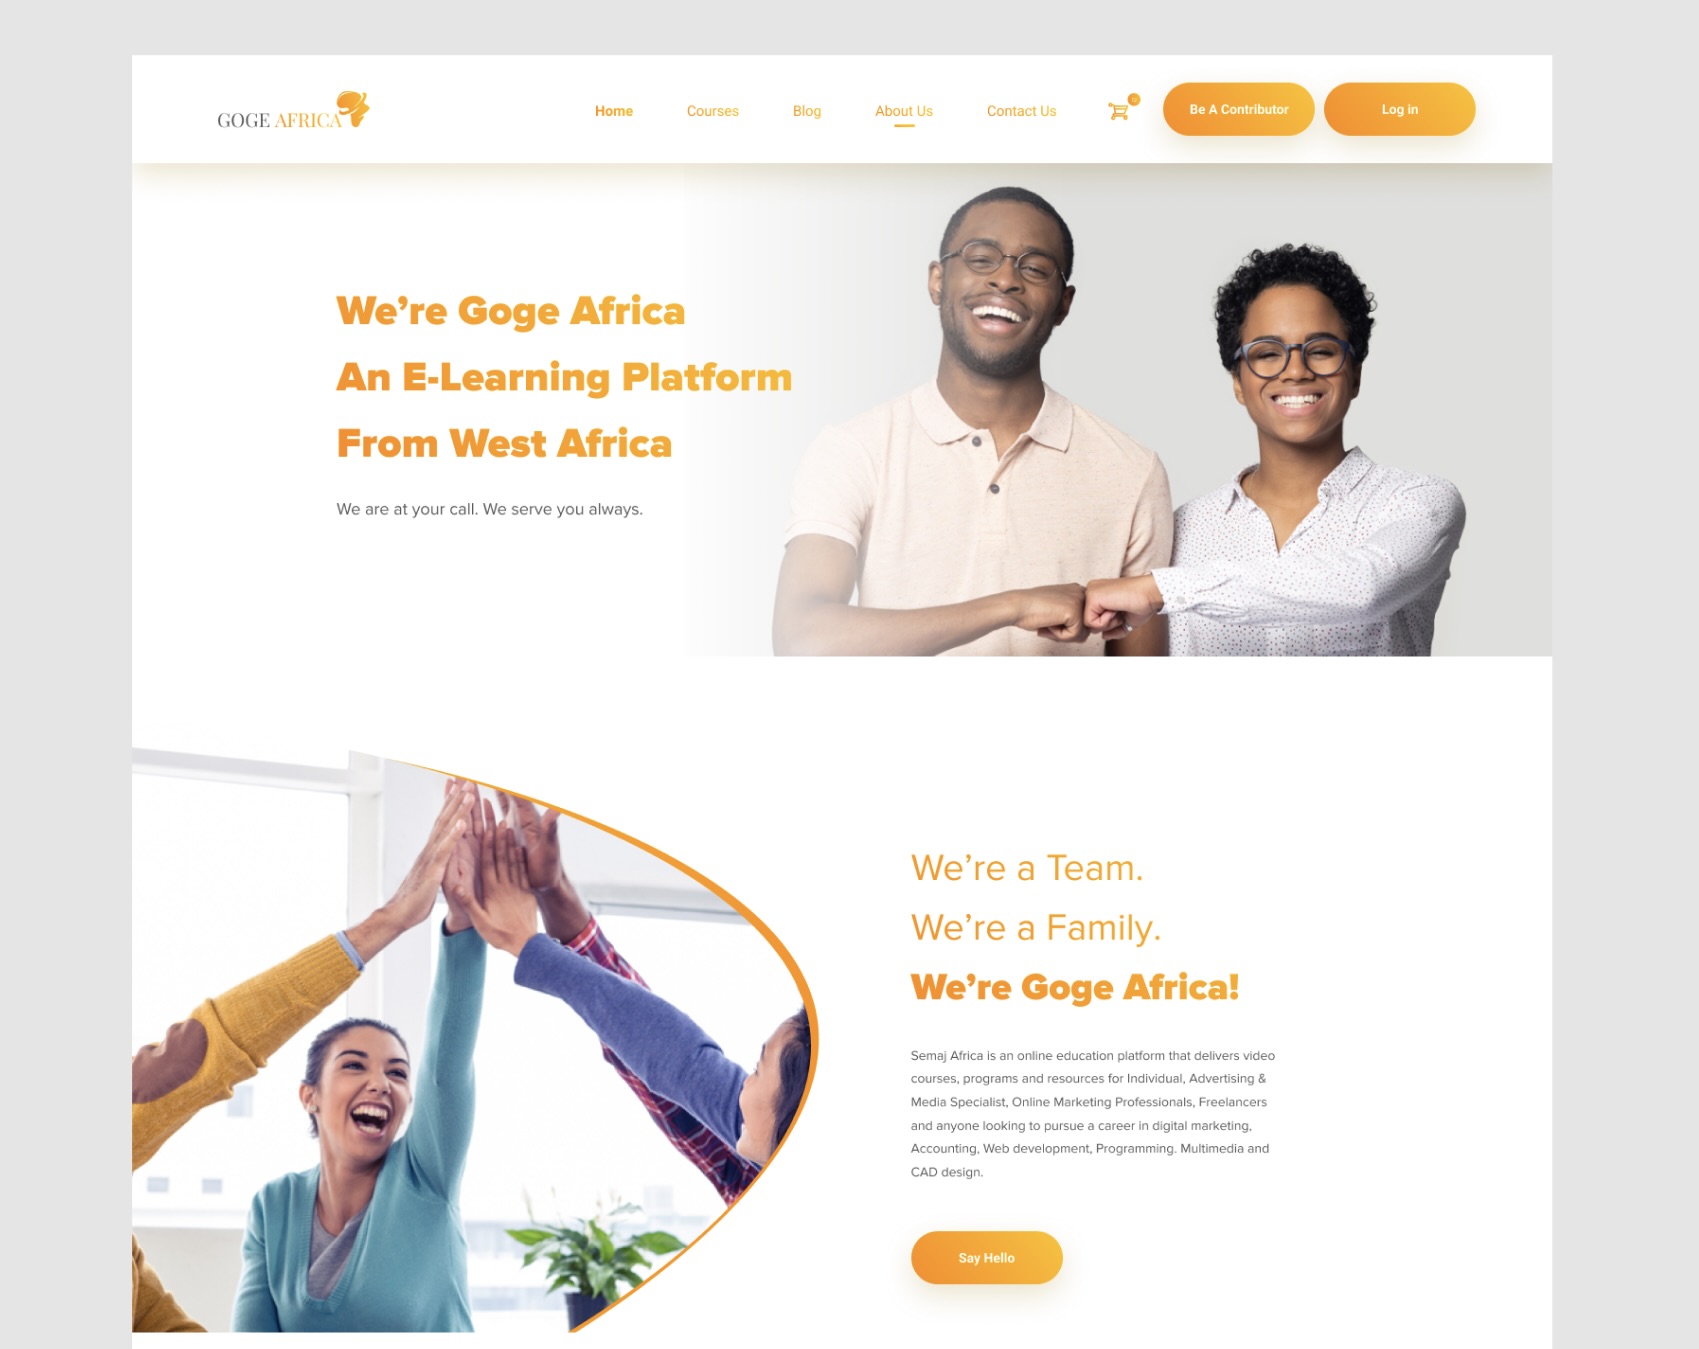 GOGE AFRICA
Home
Courses
Blog
About Us
Contact Us
Be A Contributor
Log in
We’re Goge Africa
An E-Learning Platform
From West Africa
We are at your call. We serve you always.
We’re a Team.
We’re a Family.
We’re Goge Africa!
Semaj Africa is an online education platform that delivers video
courses, programs and resources for Individual, Advertising &
Media Specialist, Online Marketing Professionals, Freelancers
and anyone looking to pursue a career in digital marketing,
Accounting, Web development, Programming. Multimedia and
CAD design.
Say Hello